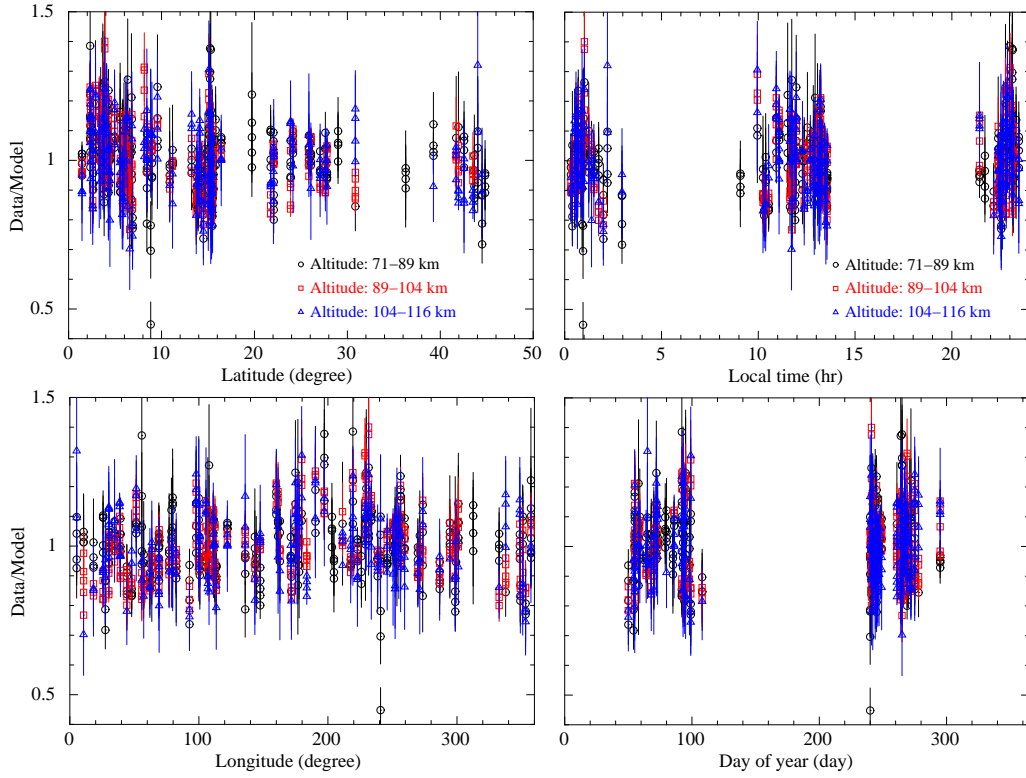 1.5
1
0.5
Data/Model
0 10 20 30 40 50
Latitude (degree)
Altitude: 71−89 km
Altitude: 89−104 km
Altitude: 104−116 km
0 5 10 15 20
Local time (hr)
Altitude: 71−89 km
Altitude: 89−104 km
Altitude: 104−116 km
1.5
1
0.5
Data/Model
0 100 200 300
Longitude (degree)
0 100 200 300
Day of year (day)